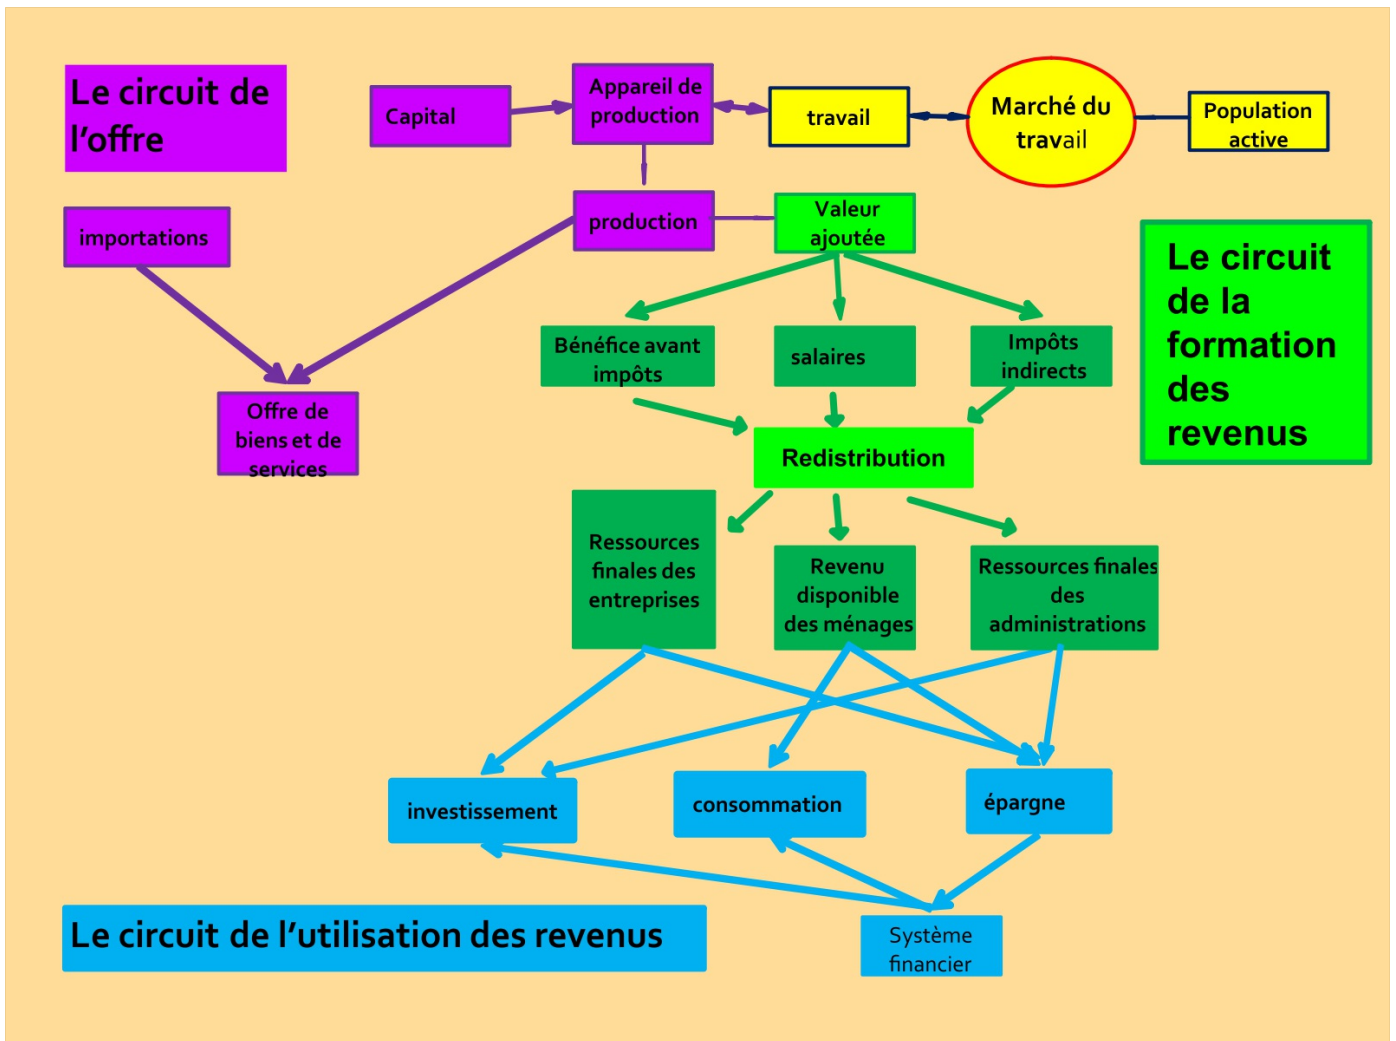 Le circuit de
l'offre
Capital
Appareil de
production
travail
Marché du
travail
Population
active
importations
production
Valeur
ajoutée
Le circuit
de la
formation
des
revenus
Bénéfice avant
impôts
salaires
Impôts
indirects
Offre de
biens et de
services
Redistribution
Ressources
finales des
entreprises
Revenu
disponible
des ménages
Ressources finales
des
administrations
investissement
consommation
épargne
Le circuit de l'utilisation des revenus
Système
financier